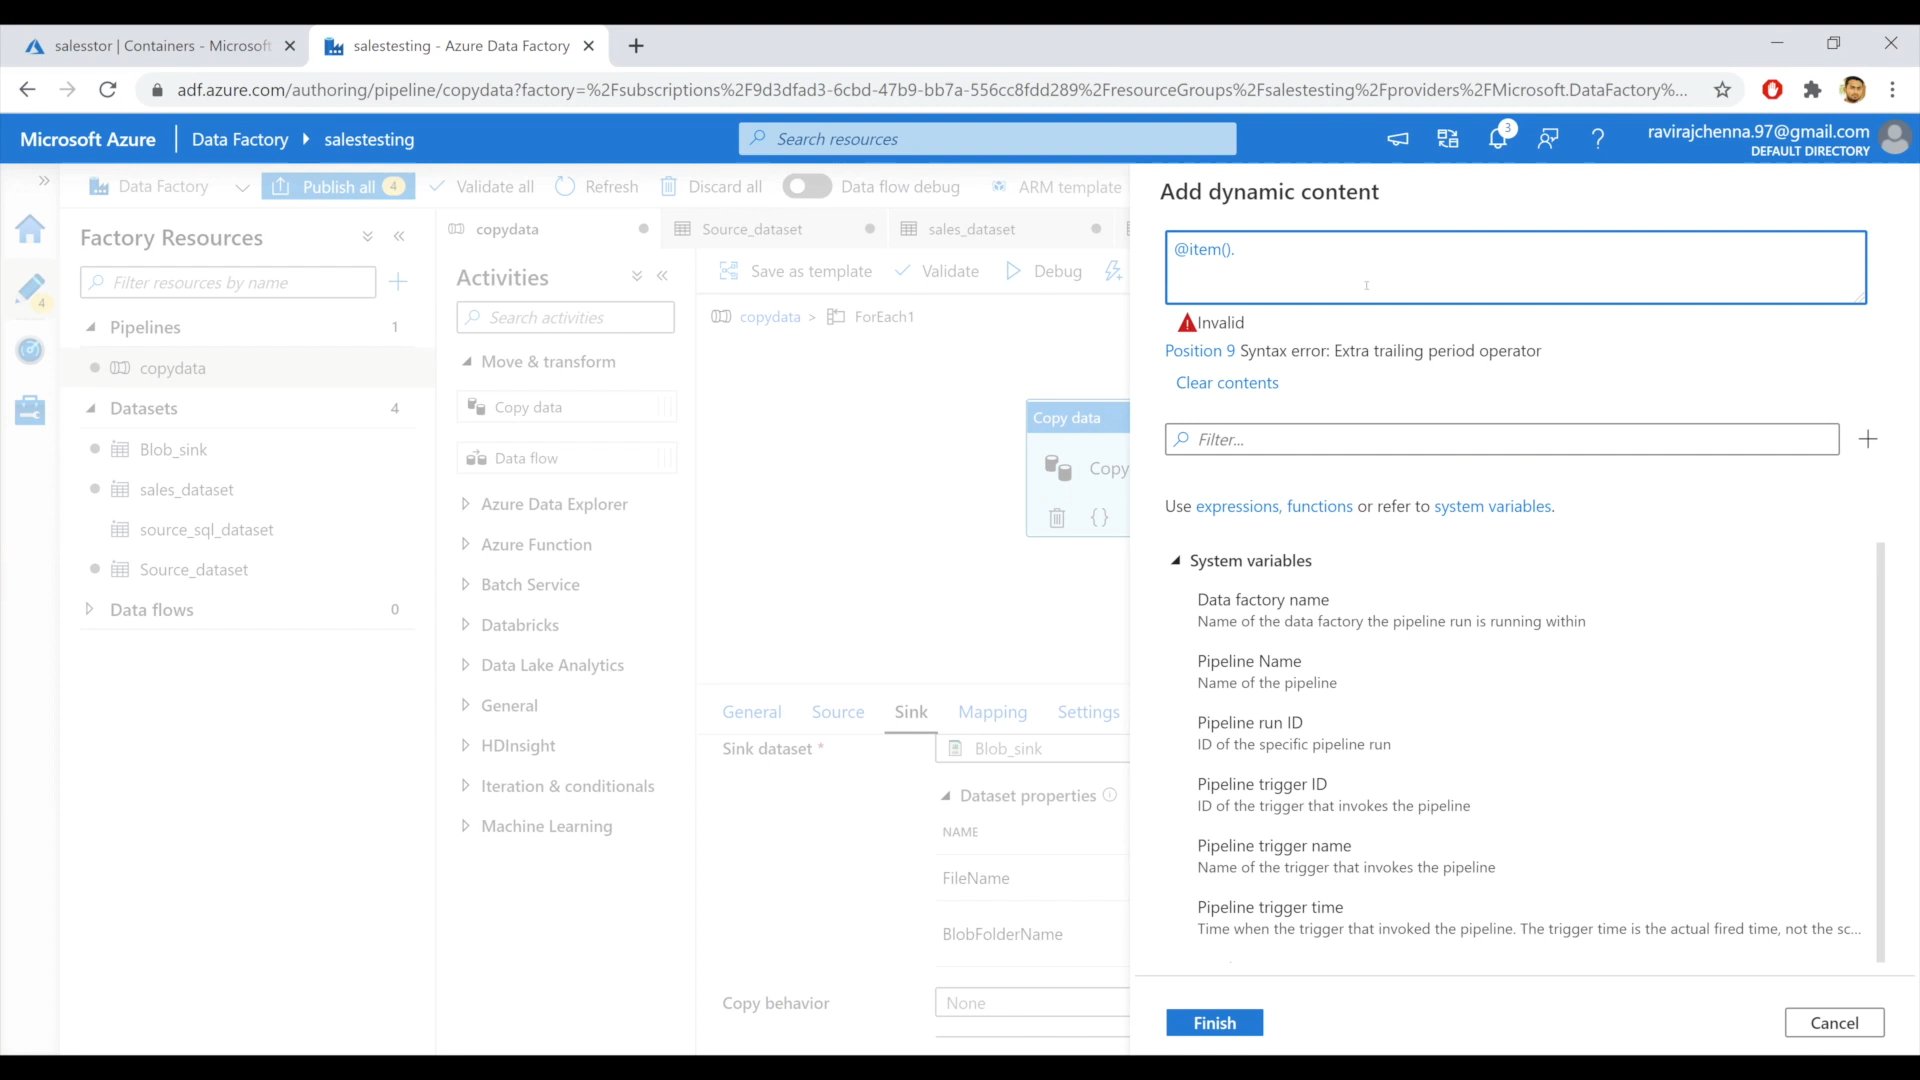 salesstor | Containers - Microsoft
salestesting - Azure Data Factory
adf.azure.com/authoring/pipeline/copydata?factory=%2Fsubscriptions%2F9d3dfad3-6cbd-47b9-bb7a-556cc8fdd289%2FresourceGroups%2Fsalestesting%2Fproviders%2FMicrosoft.DataFactory%...
Microsoft Azure
Data Factory
salestesting
Search resources
3
ravirajchenna.97@gmail.com
DEFAULT DIRECTORY
Data Factory
Publish all 4
Validate all
Refresh
Discard all
Data flow debug
ARM template
Add dynamic content
4
Factory Resources
Filter resources by name
Pipelines 1
copydata
Datasets 4
Blob_sink
sales_dataset
source_sql_dataset
Source_dataset
Data flows 0
copydata
Source_dataset
sales_dataset
Activities
Search activities
Move & transform
Copy data
Data flow
Azure Data Explorer
Azure Function
Batch Service
Databricks
Data Lake Analytics
General
HDInsight
Iteration & conditionals
Machine Learning
Save as template
Validate
Debug
copydata > ForEach1
Copy data
Copy
General
Source
Sink
Mapping
Settings
Sink dataset *
Blob_sink
Dataset properties
NAME
FileName
BlobFolderName
Copy behavior
None
@item().
Invalid
Position 9 Syntax error: Extra trailing period operator
Clear contents
Filter...
Use expressions, functions or refer to system variables.
System variables
Data factory name
Name of the data factory the pipeline run is running within
Pipeline Name
Name of the pipeline
Pipeline run ID
ID of the specific pipeline run
Pipeline trigger ID
ID of the trigger that invokes the pipeline
Pipeline trigger name
Name of the trigger that invokes the pipeline
Pipeline trigger time
Time when the trigger that invoked the pipeline. The trigger time is the actual fired time, not the sc...
Finish
Cancel